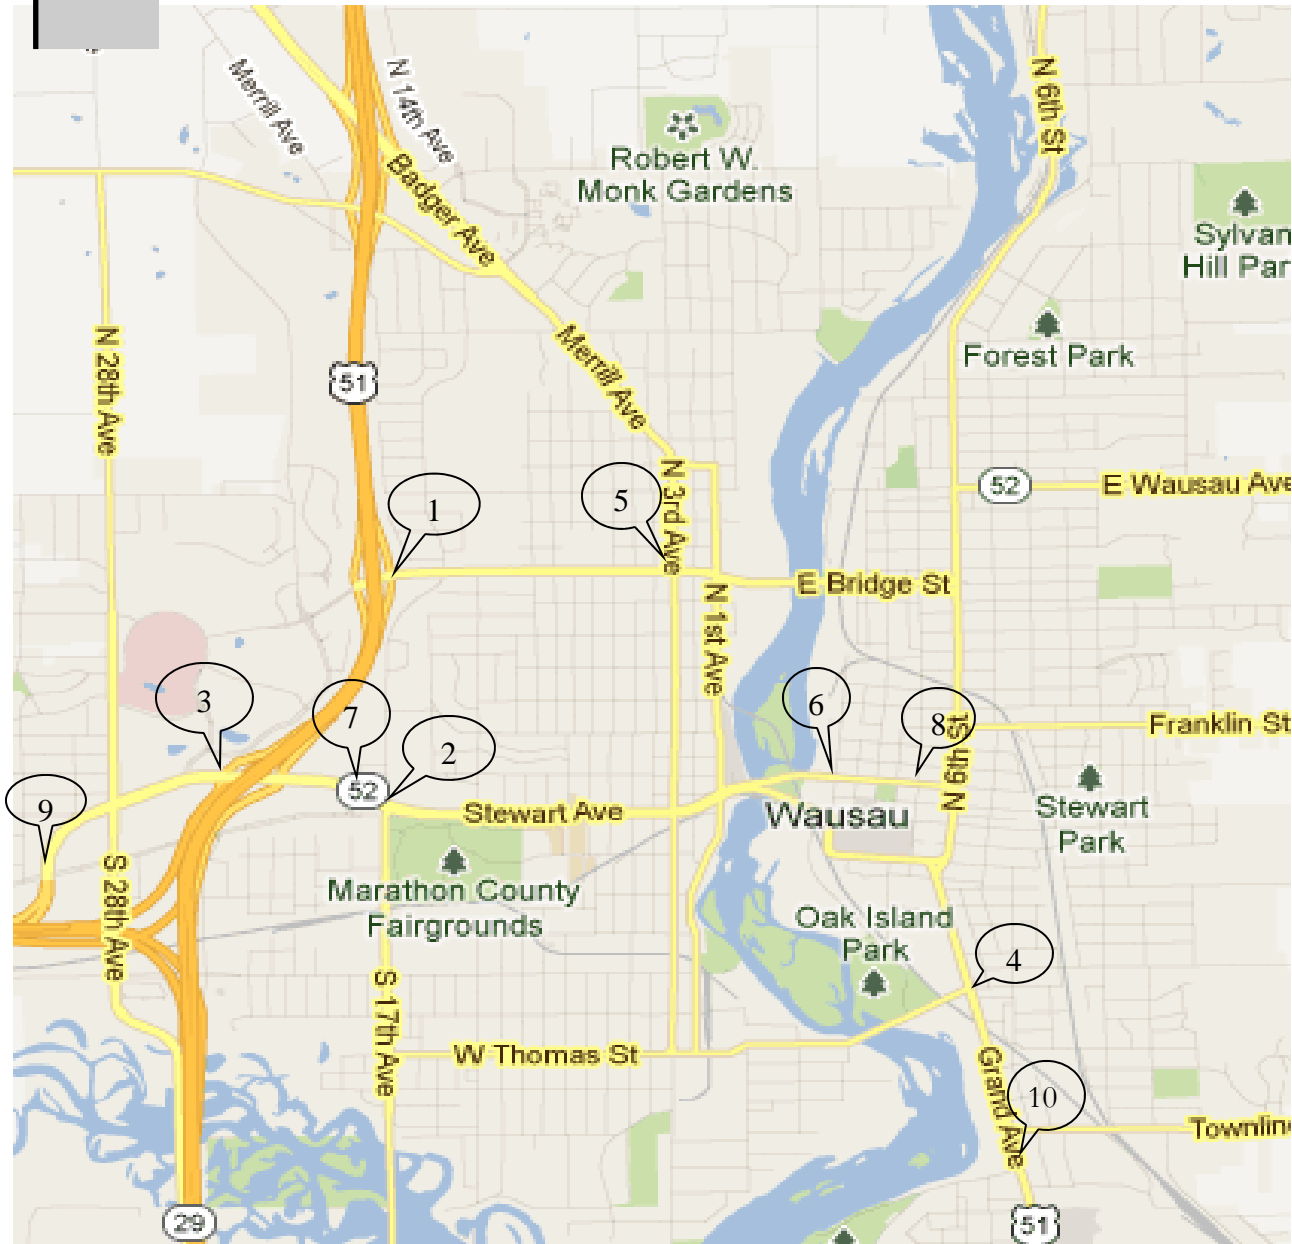 Merrill Ave
N 14th Ave
N 6th St
Robert W.
Monk Gardens
Badger Ave
Sylvan
Hill Par
N 28th Ave
51
Merrill Ave
Forest Park
N 3rd Ave
52
E Wausau Ave
1
5
E Bridge St
N 1st Ave
3
7
2
6
8
N 6th St
Franklin St
52
9
Stewart Ave
Wausau
Stewart
Park
S 28th Ave
Marathon County
Fairgrounds
Oak Island
Park
4
S 17th Ave
W Thomas St
Grand Ave
10
Townlin
29
51